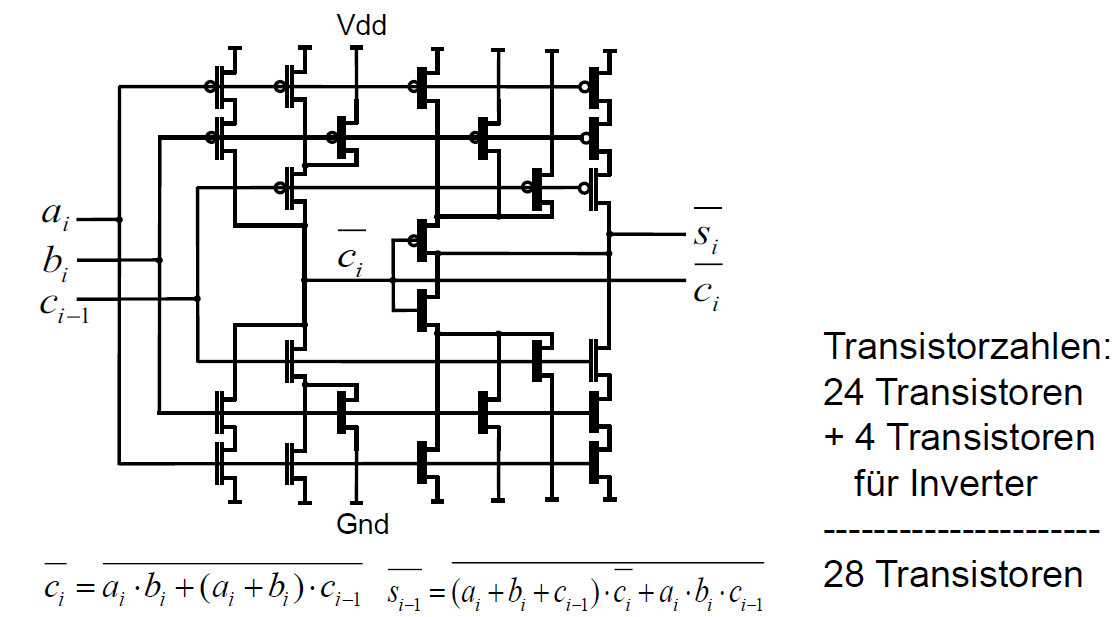 Vdd
a_i
b_i
c_{i-1}
\overline{c_i}
\overline{s_i}
\overline{c_i}
Gnd
Transistorzahlen:
24 Transistoren
+ 4 Transistoren
für Inverter
-----------------------
28 Transistoren
\overline{c_i} = \overline{a_i \cdot b_i + (a_i + b_i) \cdot c_{i-1}}
\overline{s_{i-1}} = \overline{(a_i + b_i + c_{i-1}) \cdot \overline{c_i} + a_i \cdot b_i \cdot c_{i-1}}